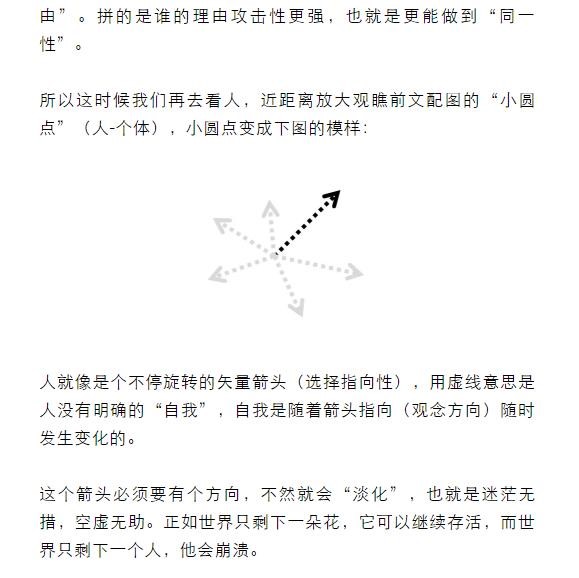 由”。拼的是谁的理由攻击性更强，也就是更能做到“同一
性”。
所以这时候我们再去看人，近距离放大观瞧前文配图的“小圆
点”（人-个体），小圆点变成下图的模样：
人就像是个不停旋转的矢量箭头（选择指向性），用虚线意思是
人没有明确的“自我”，自我是随着箭头指向（观念方向）随时
发生变化的。
这个箭头必须要有个方向，不然就会“淡化”，也就是迷茫无
措，空虚无助。正如世界只剩下一朵花，它可以继续存活，而世
界只剩下一个人，他会崩溃。